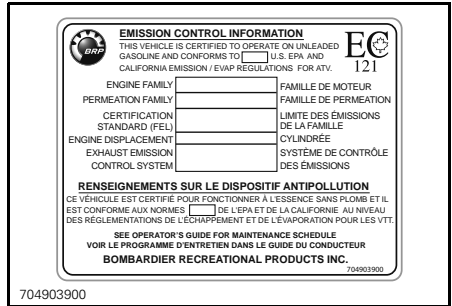 EMISSION CONTROL INFORMATION
THIS VEHICLE IS CERTIFIED TO OPERATE ON UNLEADED
GASOLINE AND CONFORMS TO U.S. EPA AND
CALIFORNIA EMISSION / EVAP REGULATIONS FOR ATV.
BRP
EC
121
ENGINE FAMILY FAMILLE DE MOTEUR
PERMEATION FAMILY FAMILLE DE PERMEATION
CERTIFICATION LIMITE DES ÉMISSIONS
STANDARD (FEL) DE LA FAMILLE
ENGINE DISPLACEMENT CYLINDRÉE
EXHAUST EMISSION SYSTÈME DE CONTRÔLE
CONTROL SYSTEM DES ÉMISSIONS
RENSEIGNEMENTS SUR LE DISPOSITIF ANTIPOLLUTION
CE VÉHICULE EST CERTIFIÉ POUR FONCTIONNER À L'ESSENCE SANS PLOMB ET IL
EST CONFORME AUX NORMES DE L'EPA ET DE LA CALIFORNIE AU NIVEAU
DES RÉGLEMENTATIONS DE L'ÉCHAPPEMENT ET DE L'ÉVAPORATION POUR LES VTT.
SEE OPERATOR'S GUIDE FOR MAINTENANCE SCHEDULE
VOIR LE PROGRAMME D'ENTRETIEN DANS LE GUIDE DU CONDUCTEUR
BOMBARDIER RECREATIONAL PRODUCTS INC.
704903900
704903900